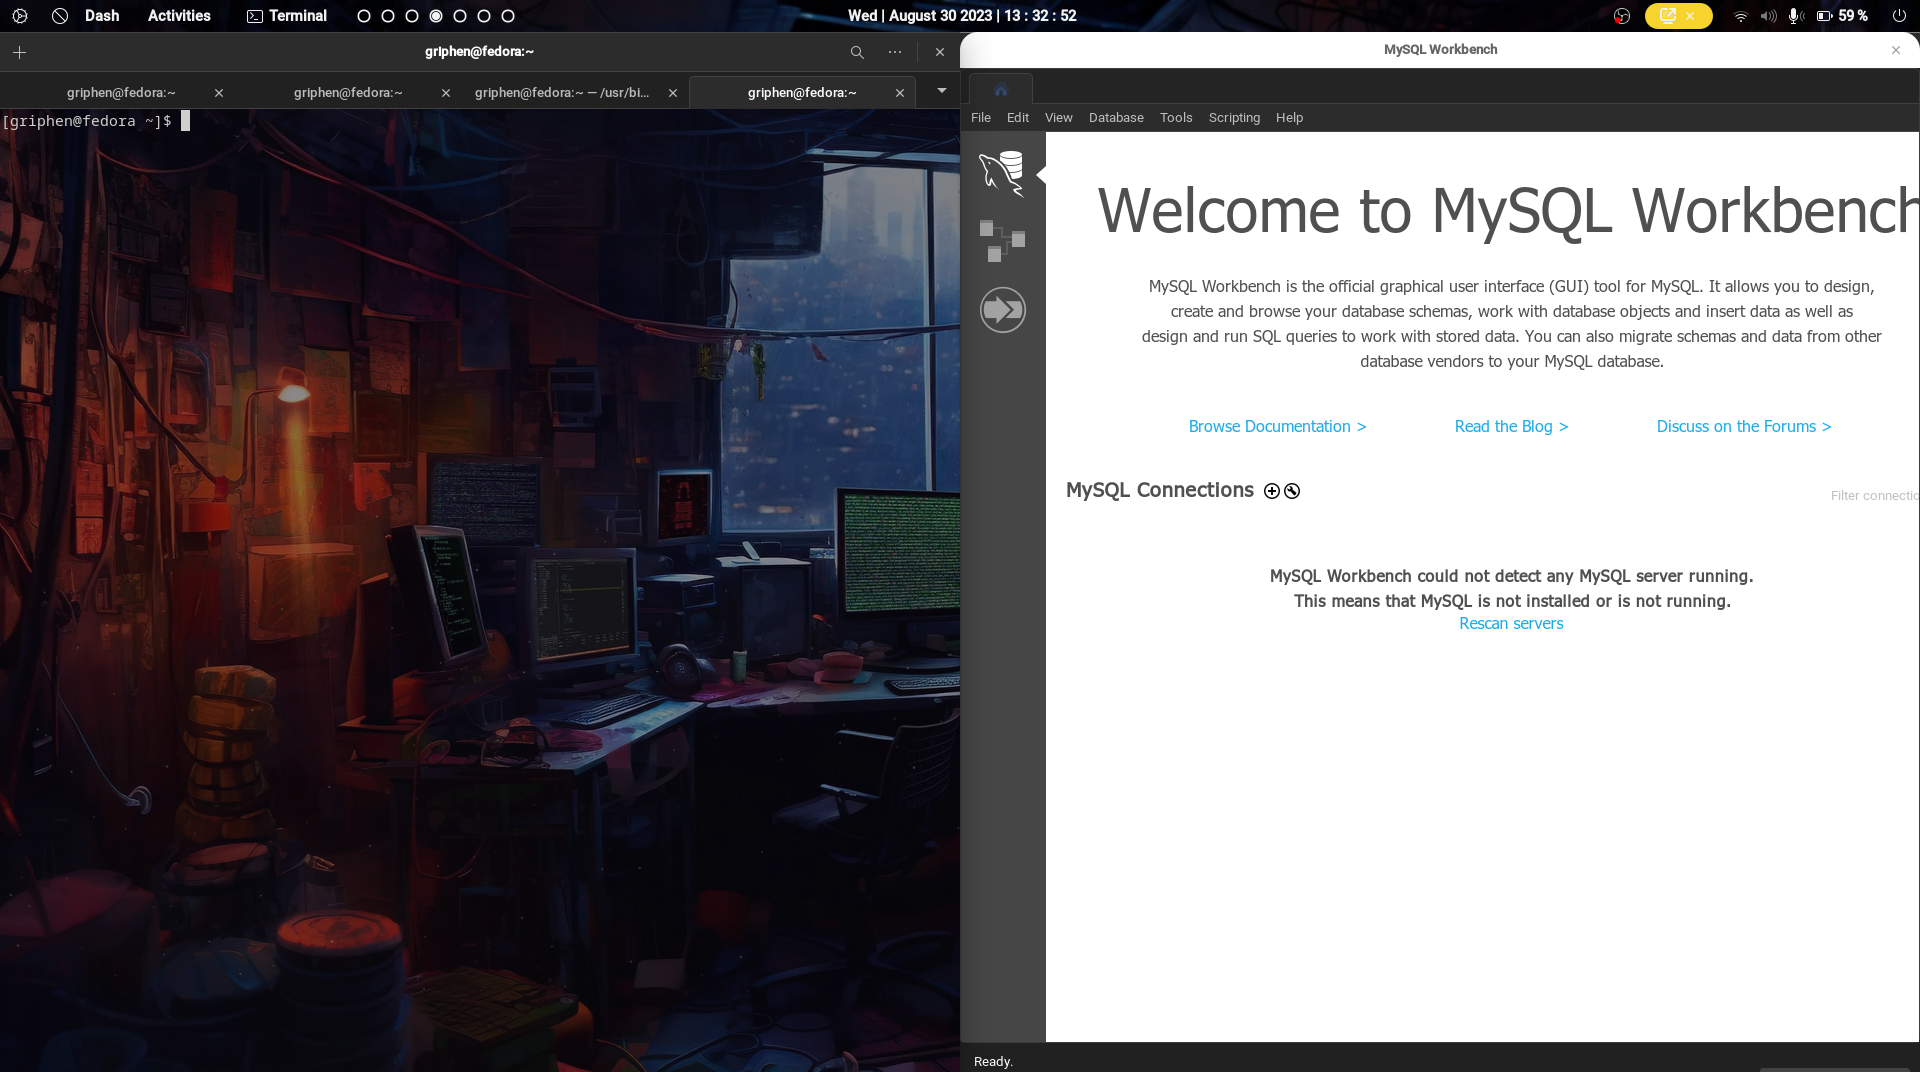 Dash Activities Terminal Wed | August 30 2023 | 13 : 32 : 52 59 %
griphen@fedora:~
griphen@fedora:~ griphen@fedora:~ griphen@fedora:~ — /usr/bi... griphen@fedora:~
[griphen@fedora ~]$
MySQL Workbench
File Edit View Database Tools Scripting Help
Welcome to MySQL Workbench
MySQL Workbench is the official graphical user interface (GUI) tool for MySQL. It allows you to design,
create and browse your database schemas, work with database objects and insert data as well as
design and run SQL queries to work with stored data. You can also migrate schemas and data from other
database vendors to your MySQL database.
Browse Documentation > Read the Blog > Discuss on the Forums >
MySQL Connections Filter connectio
MySQL Workbench could not detect any MySQL server running.
This means that MySQL is not installed or is not running.
Rescan servers
Ready.